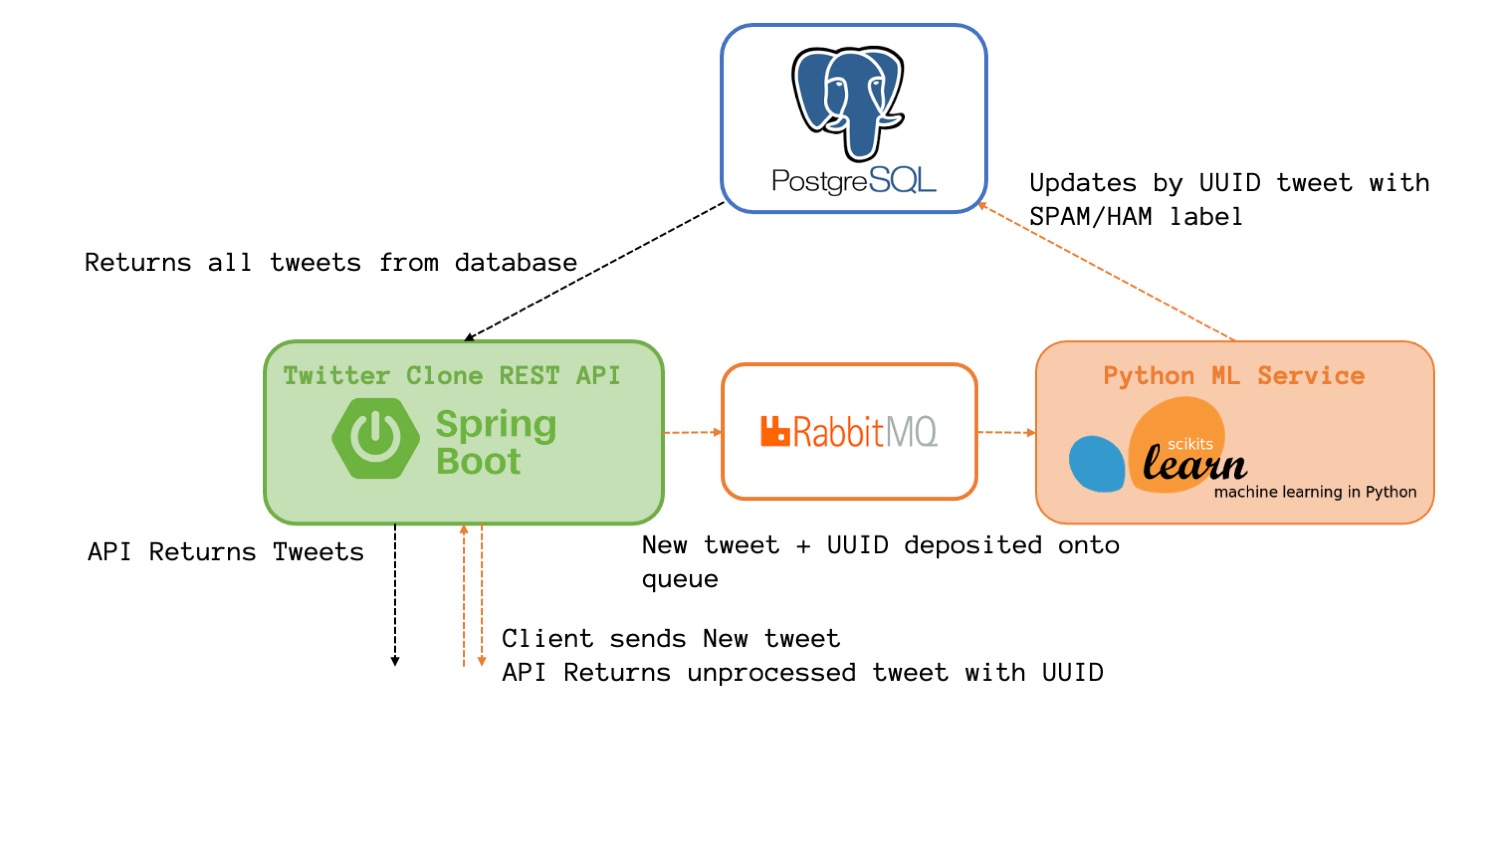 PostgreSQL
Updates by UUID tweet with
SPAM/HAM label
Returns all tweets from database
Twitter Clone REST API
Spring
Boot
RabbitMQ
Python ML Service
scikits
learn
machine learning in Python
API Returns Tweets
New tweet + UUID deposited onto
queue
Client sends New tweet
API Returns unprocessed tweet with UUID